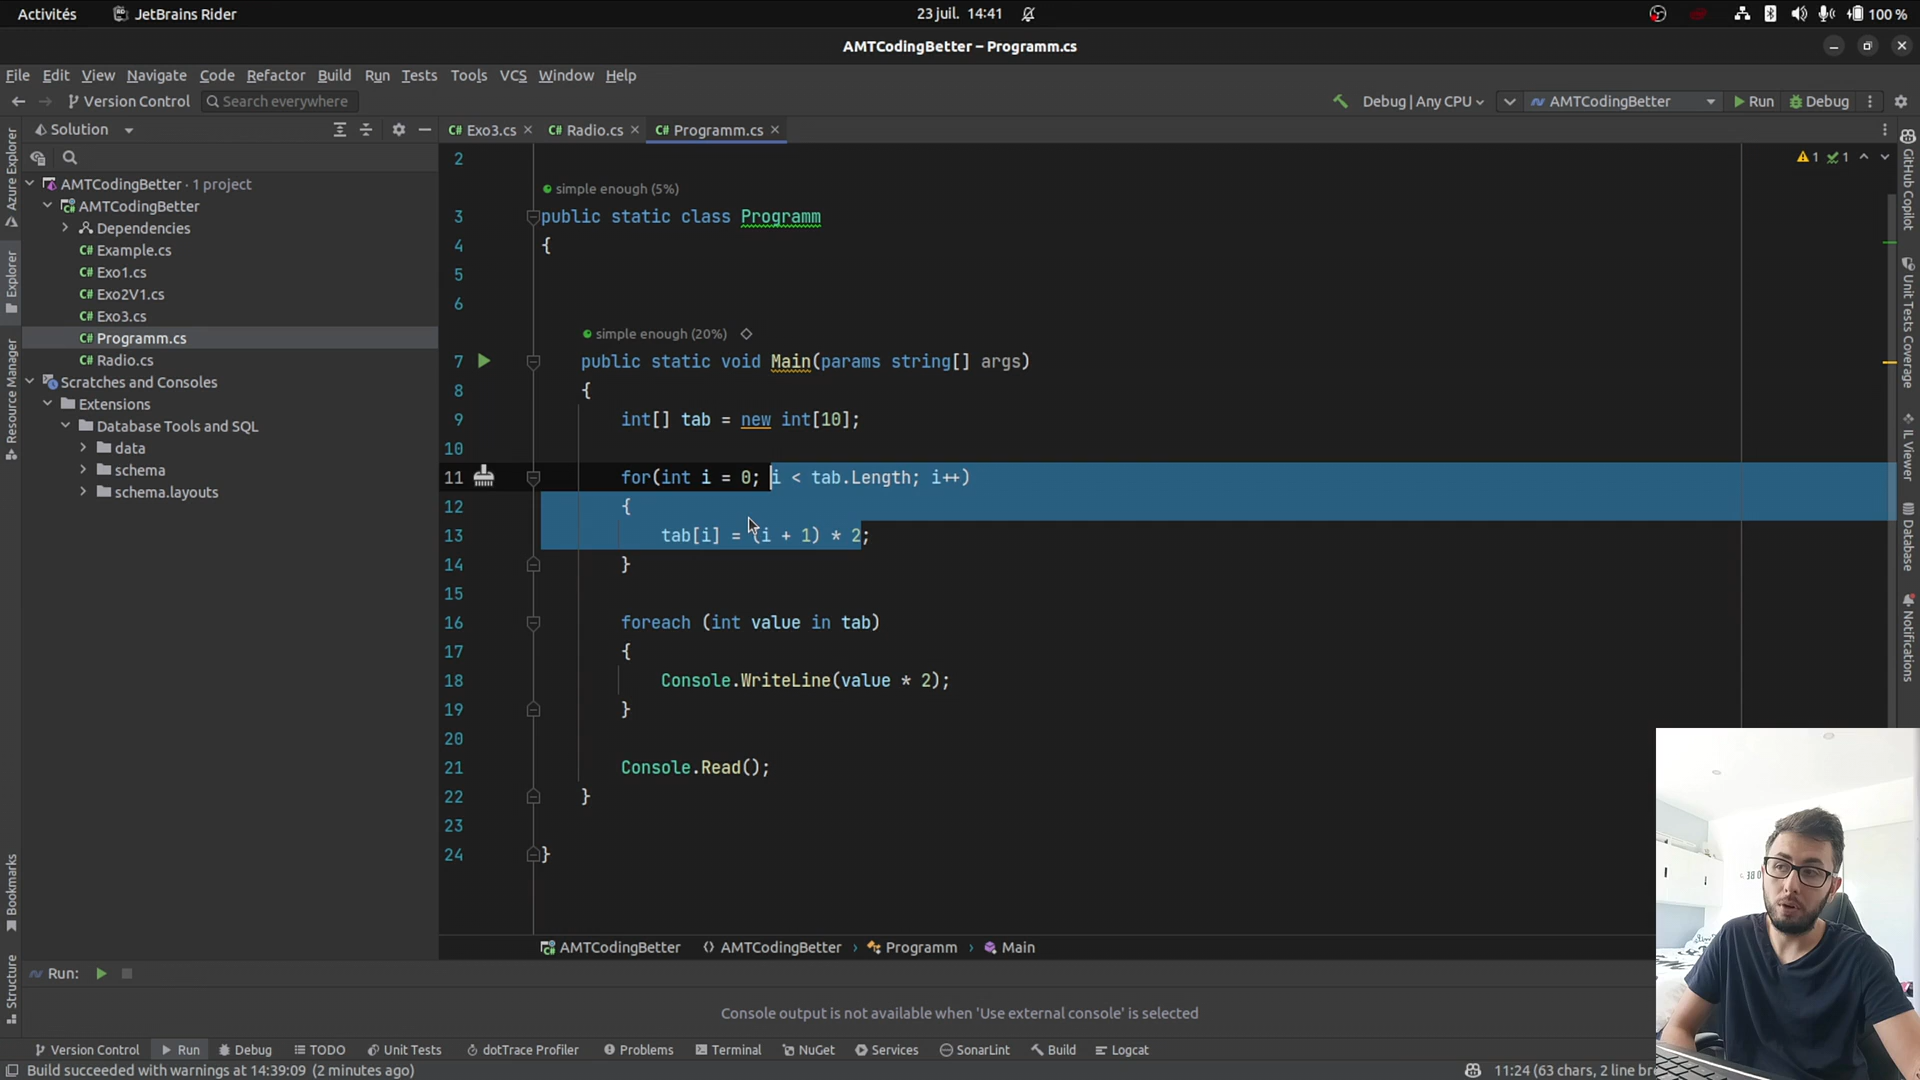 Activités JetBrains Rider 23 juil. 14:41 100 %
AMTCodingBetter – Programm.cs
File Edit View Navigate Code Refactor Build Run Tests Tools VCS Window Help
Version Control Search everywhere Debug | Any CPU AMTCodingBetter Run Debug
Solution
AMTCodingBetter · 1 project
AMTCodingBetter
Dependencies
C# Example.cs
C# Exo1.cs
C# Exo2V1.cs
C# Exo3.cs
C# Programm.cs
C# Radio.cs
Scratches and Consoles
Extensions
Database Tools and SQL
data
schema
schema.layouts
C# Exo3.cs C# Radio.cs C# Programm.cs
1 1
2
simple enough (5%)
3 public static class Programm
4 {
5
6
simple enough (20%)
7 public static void Main(params string[] args)
8 {
9 int[] tab = new int[10];
10
11 for(int i = 0; i < tab.Length; i++)
12 {
13 tab[i] = (i + 1) * 2;
14 }
15
16 foreach (int value in tab)
17 {
18 Console.WriteLine(value * 2);
19 }
20
21 Console.Read();
22 }
23
24 }
AMTCodingBetter AMTCodingBetter › Programm › Main
Azure Explorer
Explorer
Resource Manager
Bookmarks
Structure
GitHub Copilot
Unit Tests Coverage
IL Viewer
Database
Notifications
Run:
Console output is not available when 'Use external console' is selected
Version Control Run Debug TODO Unit Tests dotTrace Profiler Problems Terminal NuGet Services SonarLint Build Logcat
Build succeeded with warnings at 14:39:09 (2 minutes ago) 11:24 (63 chars, 2 line